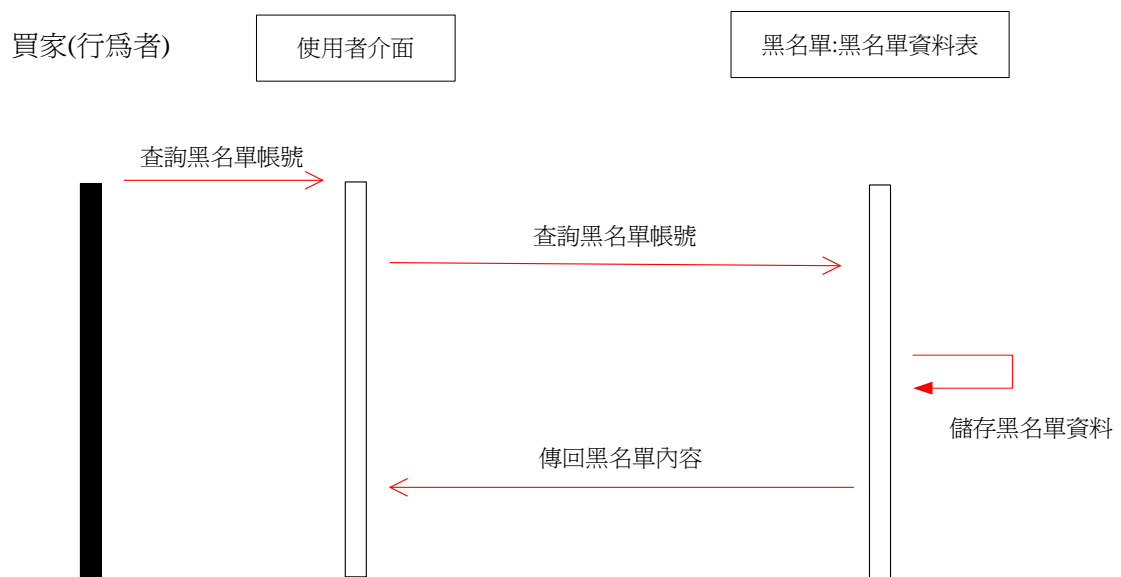 買家(行為者)
使用者介面
黑名單:黑名單資料表
查詢黑名單帳號
查詢黑名單帳號
儲存黑名單資料
傳回黑名單內容